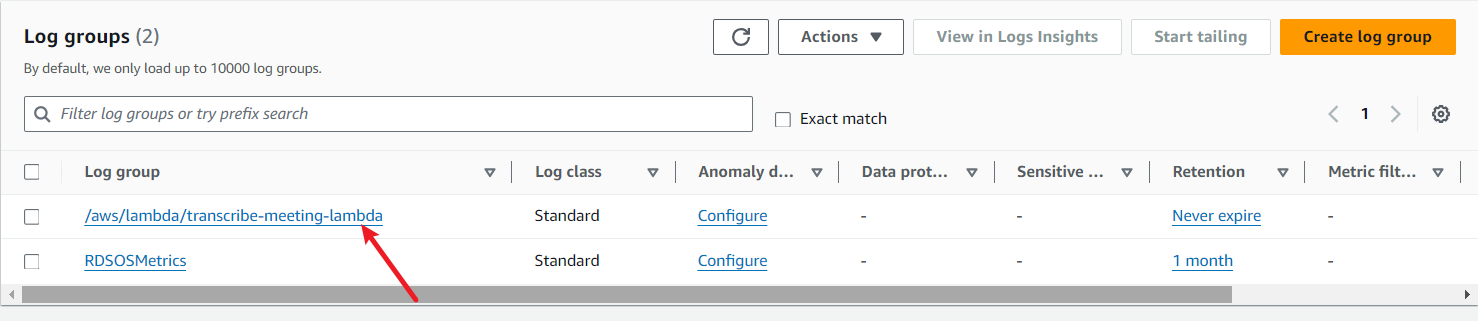 Log groups (2)
Actions
View in Logs Insights
Start tailing
Create log group
By default, we only load up to 10000 log groups.
Filter log groups or try prefix search
Exact match
1
Log group
Log class
Anomaly d...
Data prot...
Sensitive ...
Retention
Metric filt...
/aws/lambda/transcribe-meeting-lambda
Standard
Configure
-
-
Never expire
-
RDSOSMetrics
Standard
Configure
-
-
1 month
-